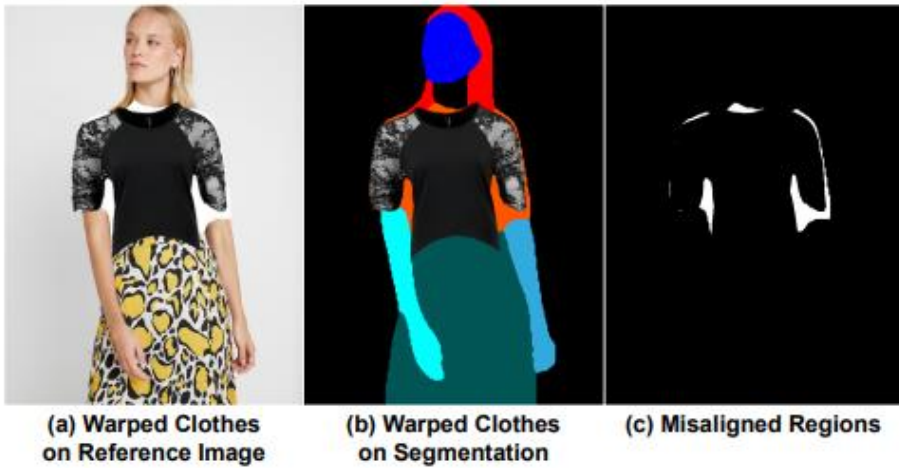 (a) Warped Clothes
on Reference Image
(b) Warped Clothes
on Segmentation
(c) Misaligned Regions